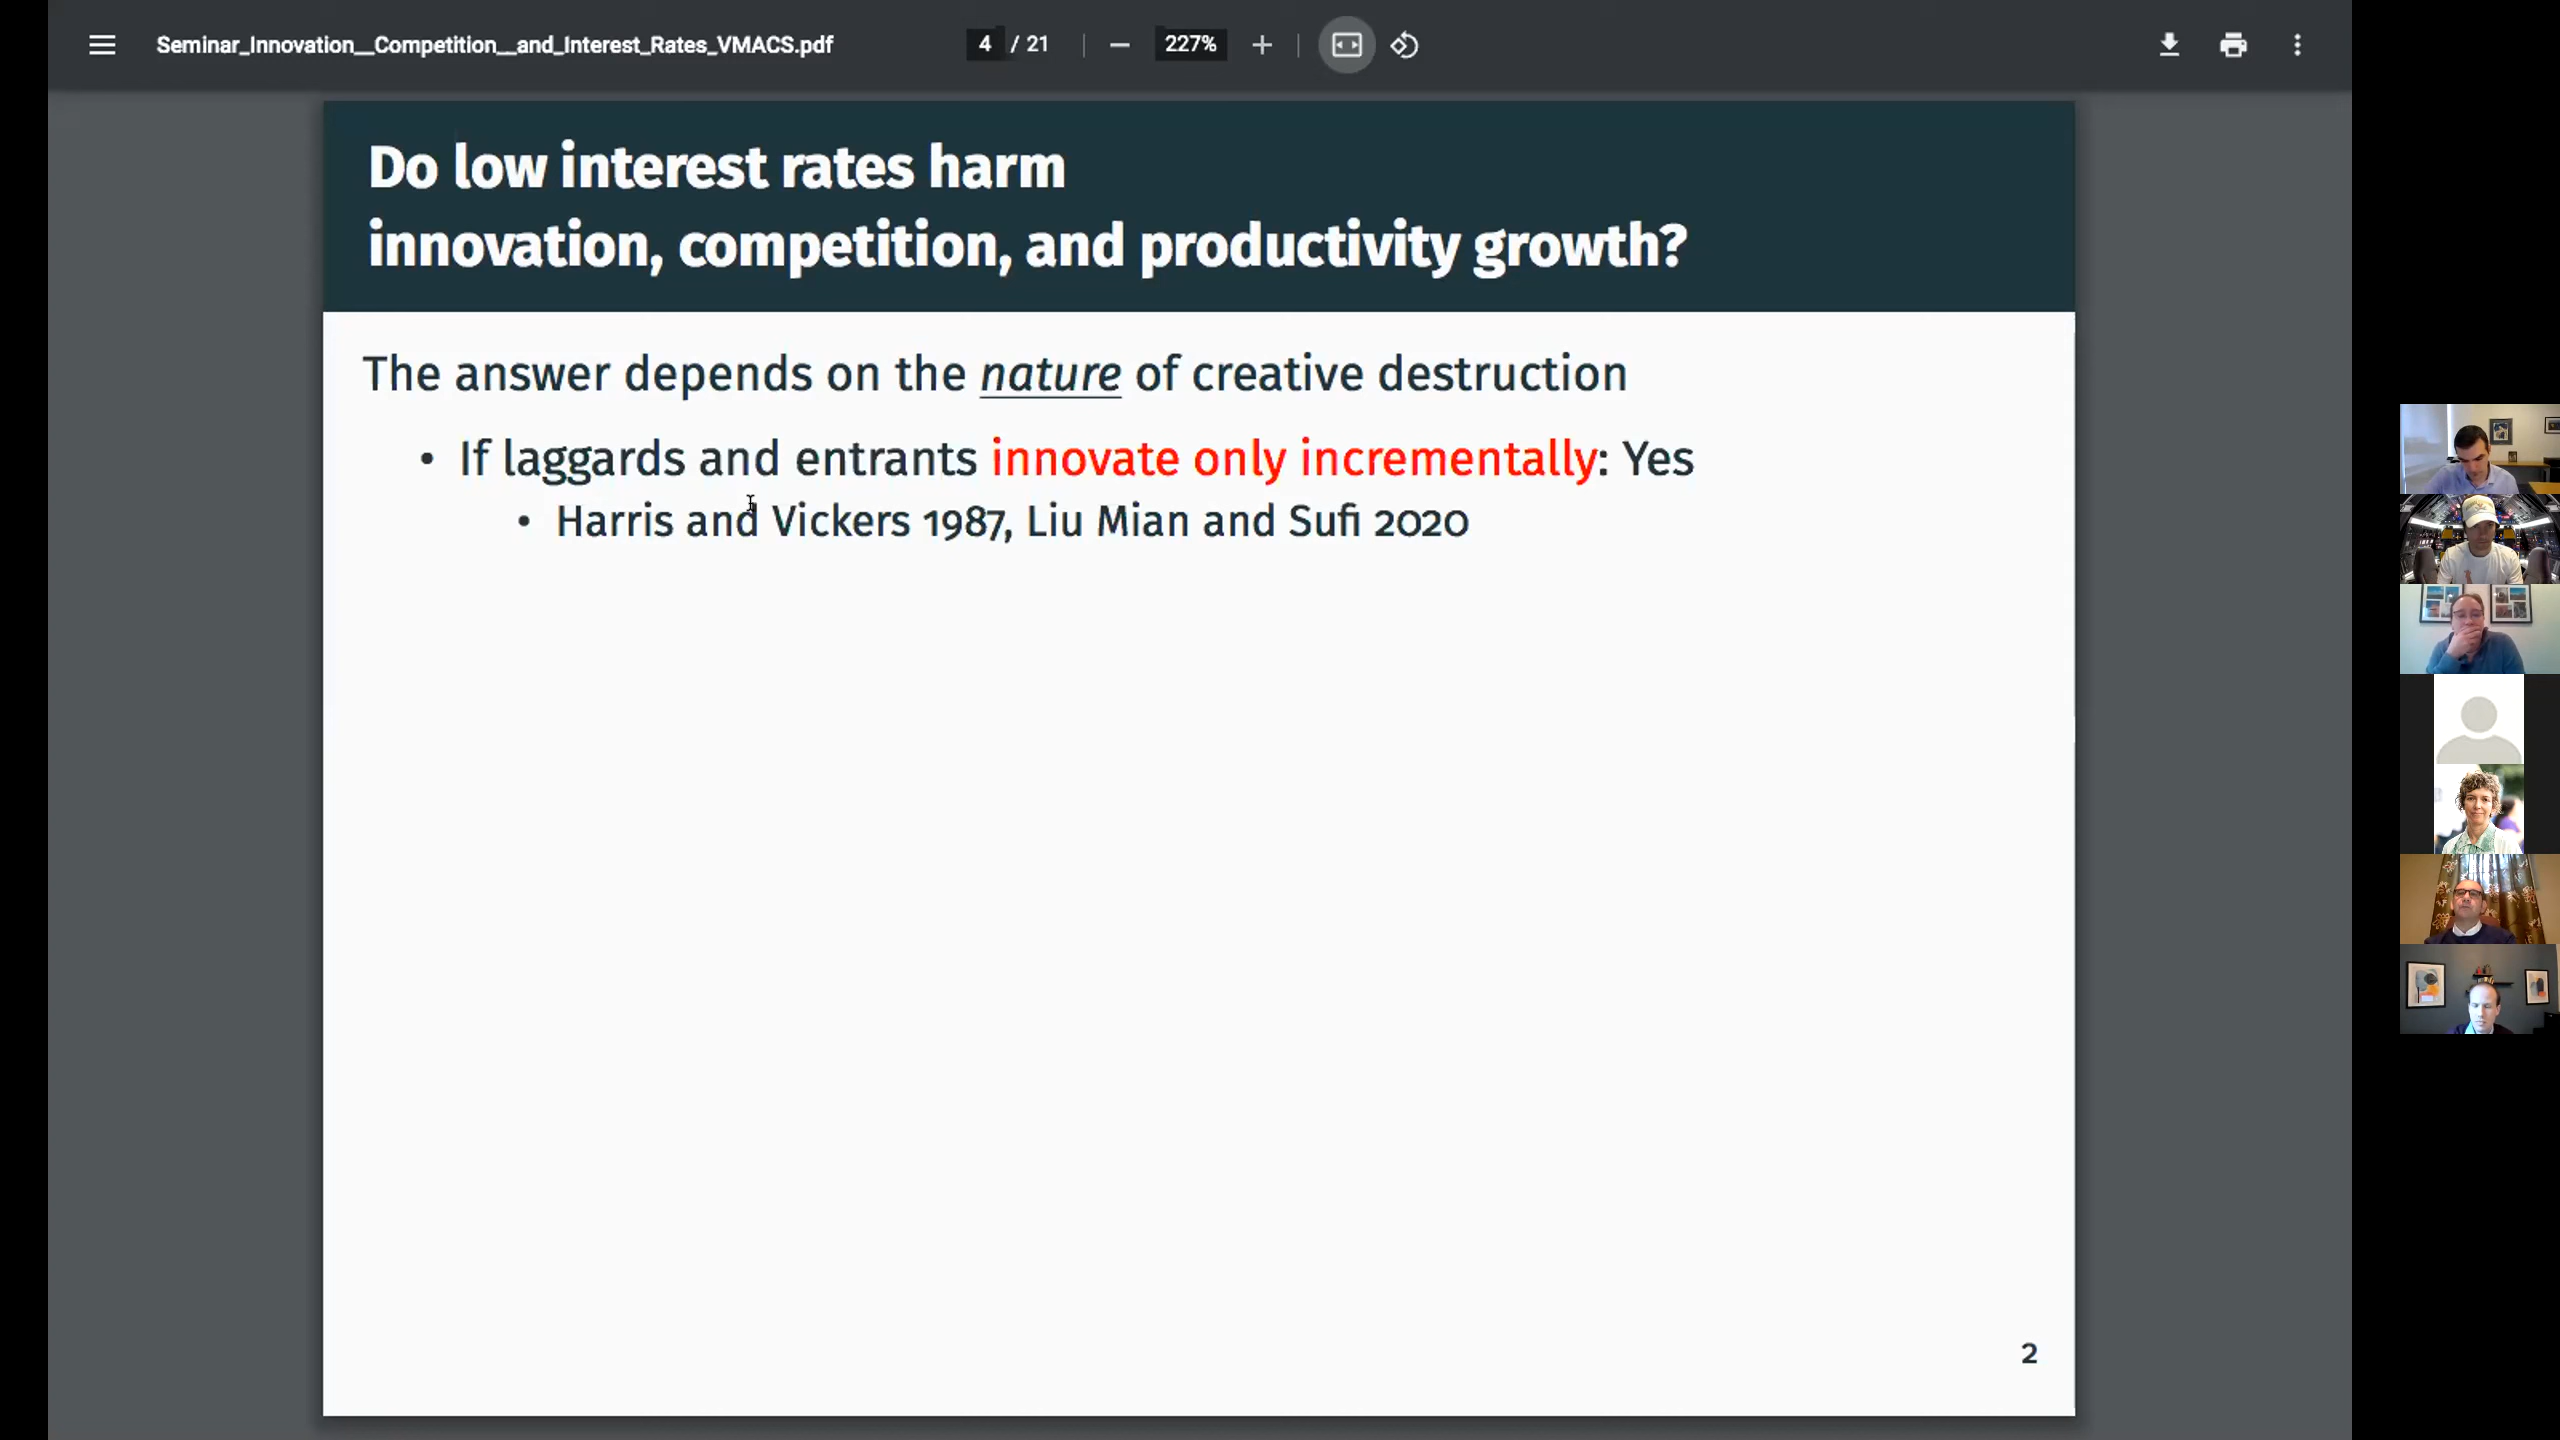 Seminar_Innovation__Competition__and_Interest_Rates_VMACS.pdf
4 / 21
227%
Do low interest rates harm
innovation, competition, and productivity growth?
The answer depends on the nature of creative destruction
• If laggards and entrants innovate only incrementally: Yes
• Harris and Vickers 1987, Liu Mian and Sufi 2020
2